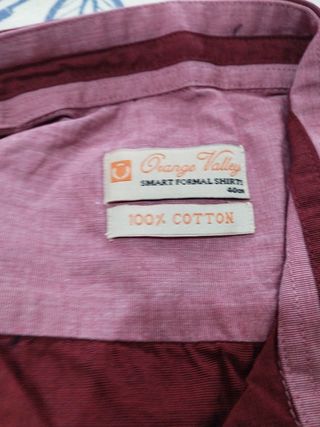 Orange Valley
SMART FORMAL SHIRTS
40cm
100% COTTON